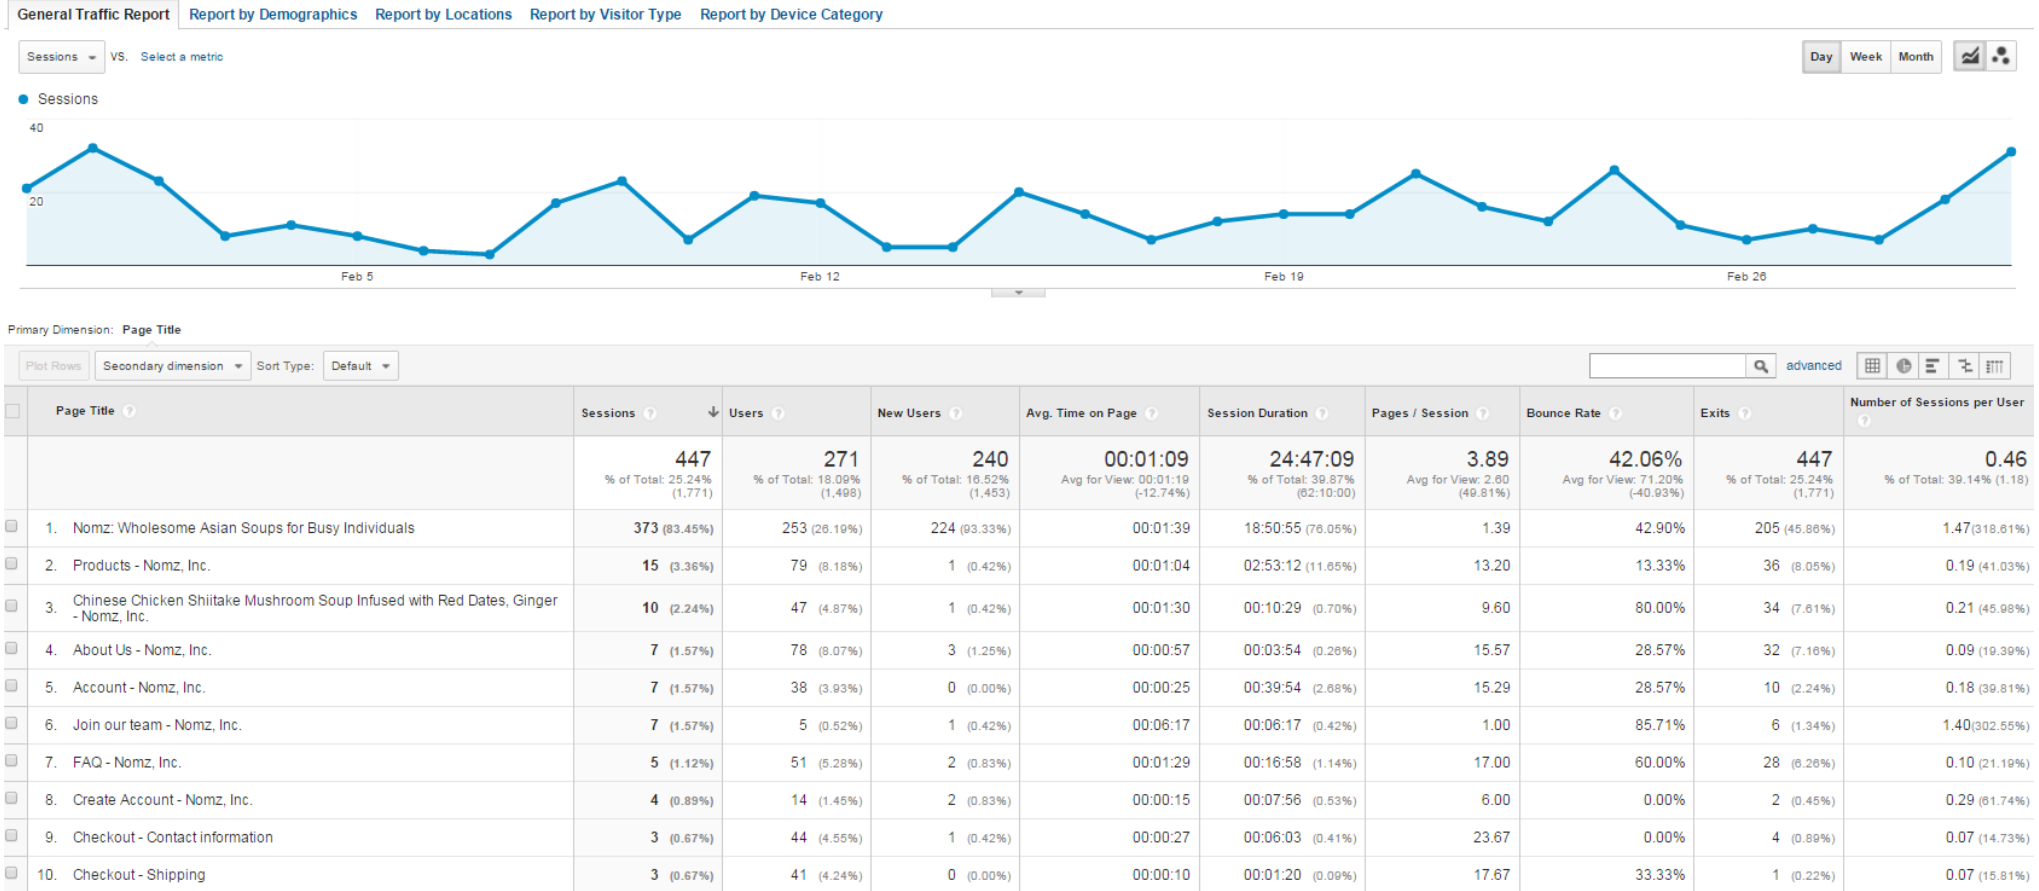 General Traffic Report Report by Demographics Report by Locations Report by Visitor Type Report by Device Category
Sessions VS. Select a metric Day Week Month
Sessions
40
20
Feb 5 Feb 12 Feb 19 Feb 26
Primary Dimension: Page Title
Plot Rows Secondary dimension Sort Type: Default advanced
Page Title ? Sessions ? Users ? New Users ? Avg. Time on Page ? Session Duration ? Pages / Session ? Bounce Rate ? Exits ? Number of Sessions per User ?
447 271 240 00:01:09 24:47:09 3.89 42.06% 447 0.46
% of Total: 25.24% % of Total: 18.09% % of Total: 16.52% Avg for View: 00:01:19 % of Total: 39.87% Avg for View: 2.60 Avg for View: 71.20% % of Total: 25.24% % of Total: 39.14% (1.18)
(1,771) (1,498) (1,453) (-12.74%) (62:10:00) (49.81%) (-40.93%) (1,771)
1. Nomz: Wholesome Asian Soups for Busy Individuals 373 (83.45%) 253 (26.19%) 224 (93.33%) 00:01:39 18:50:55 (76.05%) 1.39 42.90% 205 (45.86%) 1.47(318.61%)
2. Products - Nomz, Inc. 15 (3.36%) 79 (8.18%) 1 (0.42%) 00:01:04 02:53:12 (11.65%) 13.20 13.33% 36 (8.05%) 0.19 (41.03%)
3. Chinese Chicken Shiitake Mushroom Soup Infused with Red Dates, Ginger
- Nomz, Inc. 10 (2.24%) 47 (4.87%) 1 (0.42%) 00:01:30 00:10:29 (0.70%) 9.60 80.00% 34 (7.61%) 0.21 (45.98%)
4. About Us - Nomz, Inc. 7 (1.57%) 78 (8.07%) 3 (1.25%) 00:00:57 00:03:54 (0.26%) 15.57 28.57% 32 (7.16%) 0.09 (19.39%)
5. Account - Nomz, Inc. 7 (1.57%) 38 (3.93%) 0 (0.00%) 00:00:25 00:39:54 (2.68%) 15.29 28.57% 10 (2.24%) 0.18 (39.81%)
6. Join our team - Nomz, Inc. 7 (1.57%) 5 (0.52%) 1 (0.42%) 00:06:17 00:06:17 (0.42%) 1.00 85.71% 6 (1.34%) 1.40(302.55%)
7. FAQ - Nomz, Inc. 5 (1.12%) 51 (5.28%) 2 (0.83%) 00:01:29 00:16:58 (1.14%) 17.00 60.00% 28 (6.26%) 0.10 (21.19%)
8. Create Account - Nomz, Inc. 4 (0.89%) 14 (1.45%) 2 (0.83%) 00:00:15 00:07:56 (0.53%) 6.00 0.00% 2 (0.45%) 0.29 (61.74%)
9. Checkout - Contact information 3 (0.67%) 44 (4.55%) 1 (0.42%) 00:00:27 00:06:03 (0.41%) 23.67 0.00% 4 (0.89%) 0.07 (14.73%)
10. Checkout - Shipping 3 (0.67%) 41 (4.24%) 0 (0.00%) 00:00:10 00:01:20 (0.09%) 17.67 33.33% 1 (0.22%) 0.07 (15.81%)